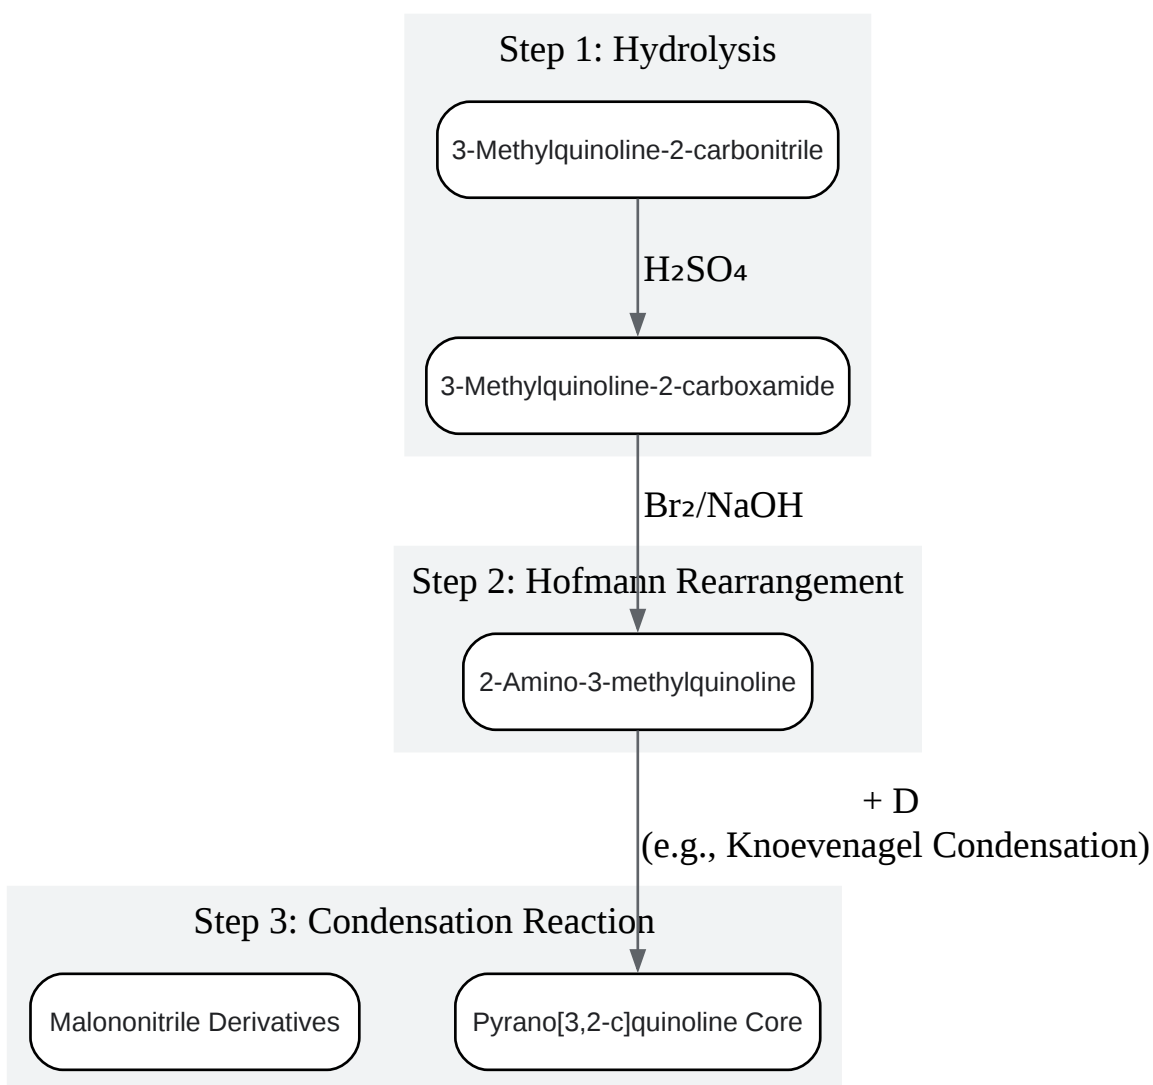 Step 1: Hydrolysis
3-Methylquinoline-2-carbonitrile
H₂SO₄
3-Methylquinoline-2-carboxamide
Br₂/NaOH
Step 2: Hofmann Rearrangement
2-Amino-3-methylquinoline
+ D
(e.g., Knoevenagel Condensation)
Step 3: Condensation Reaction
Malononitrile Derivatives
Pyrano[3,2-c]quinoline Core